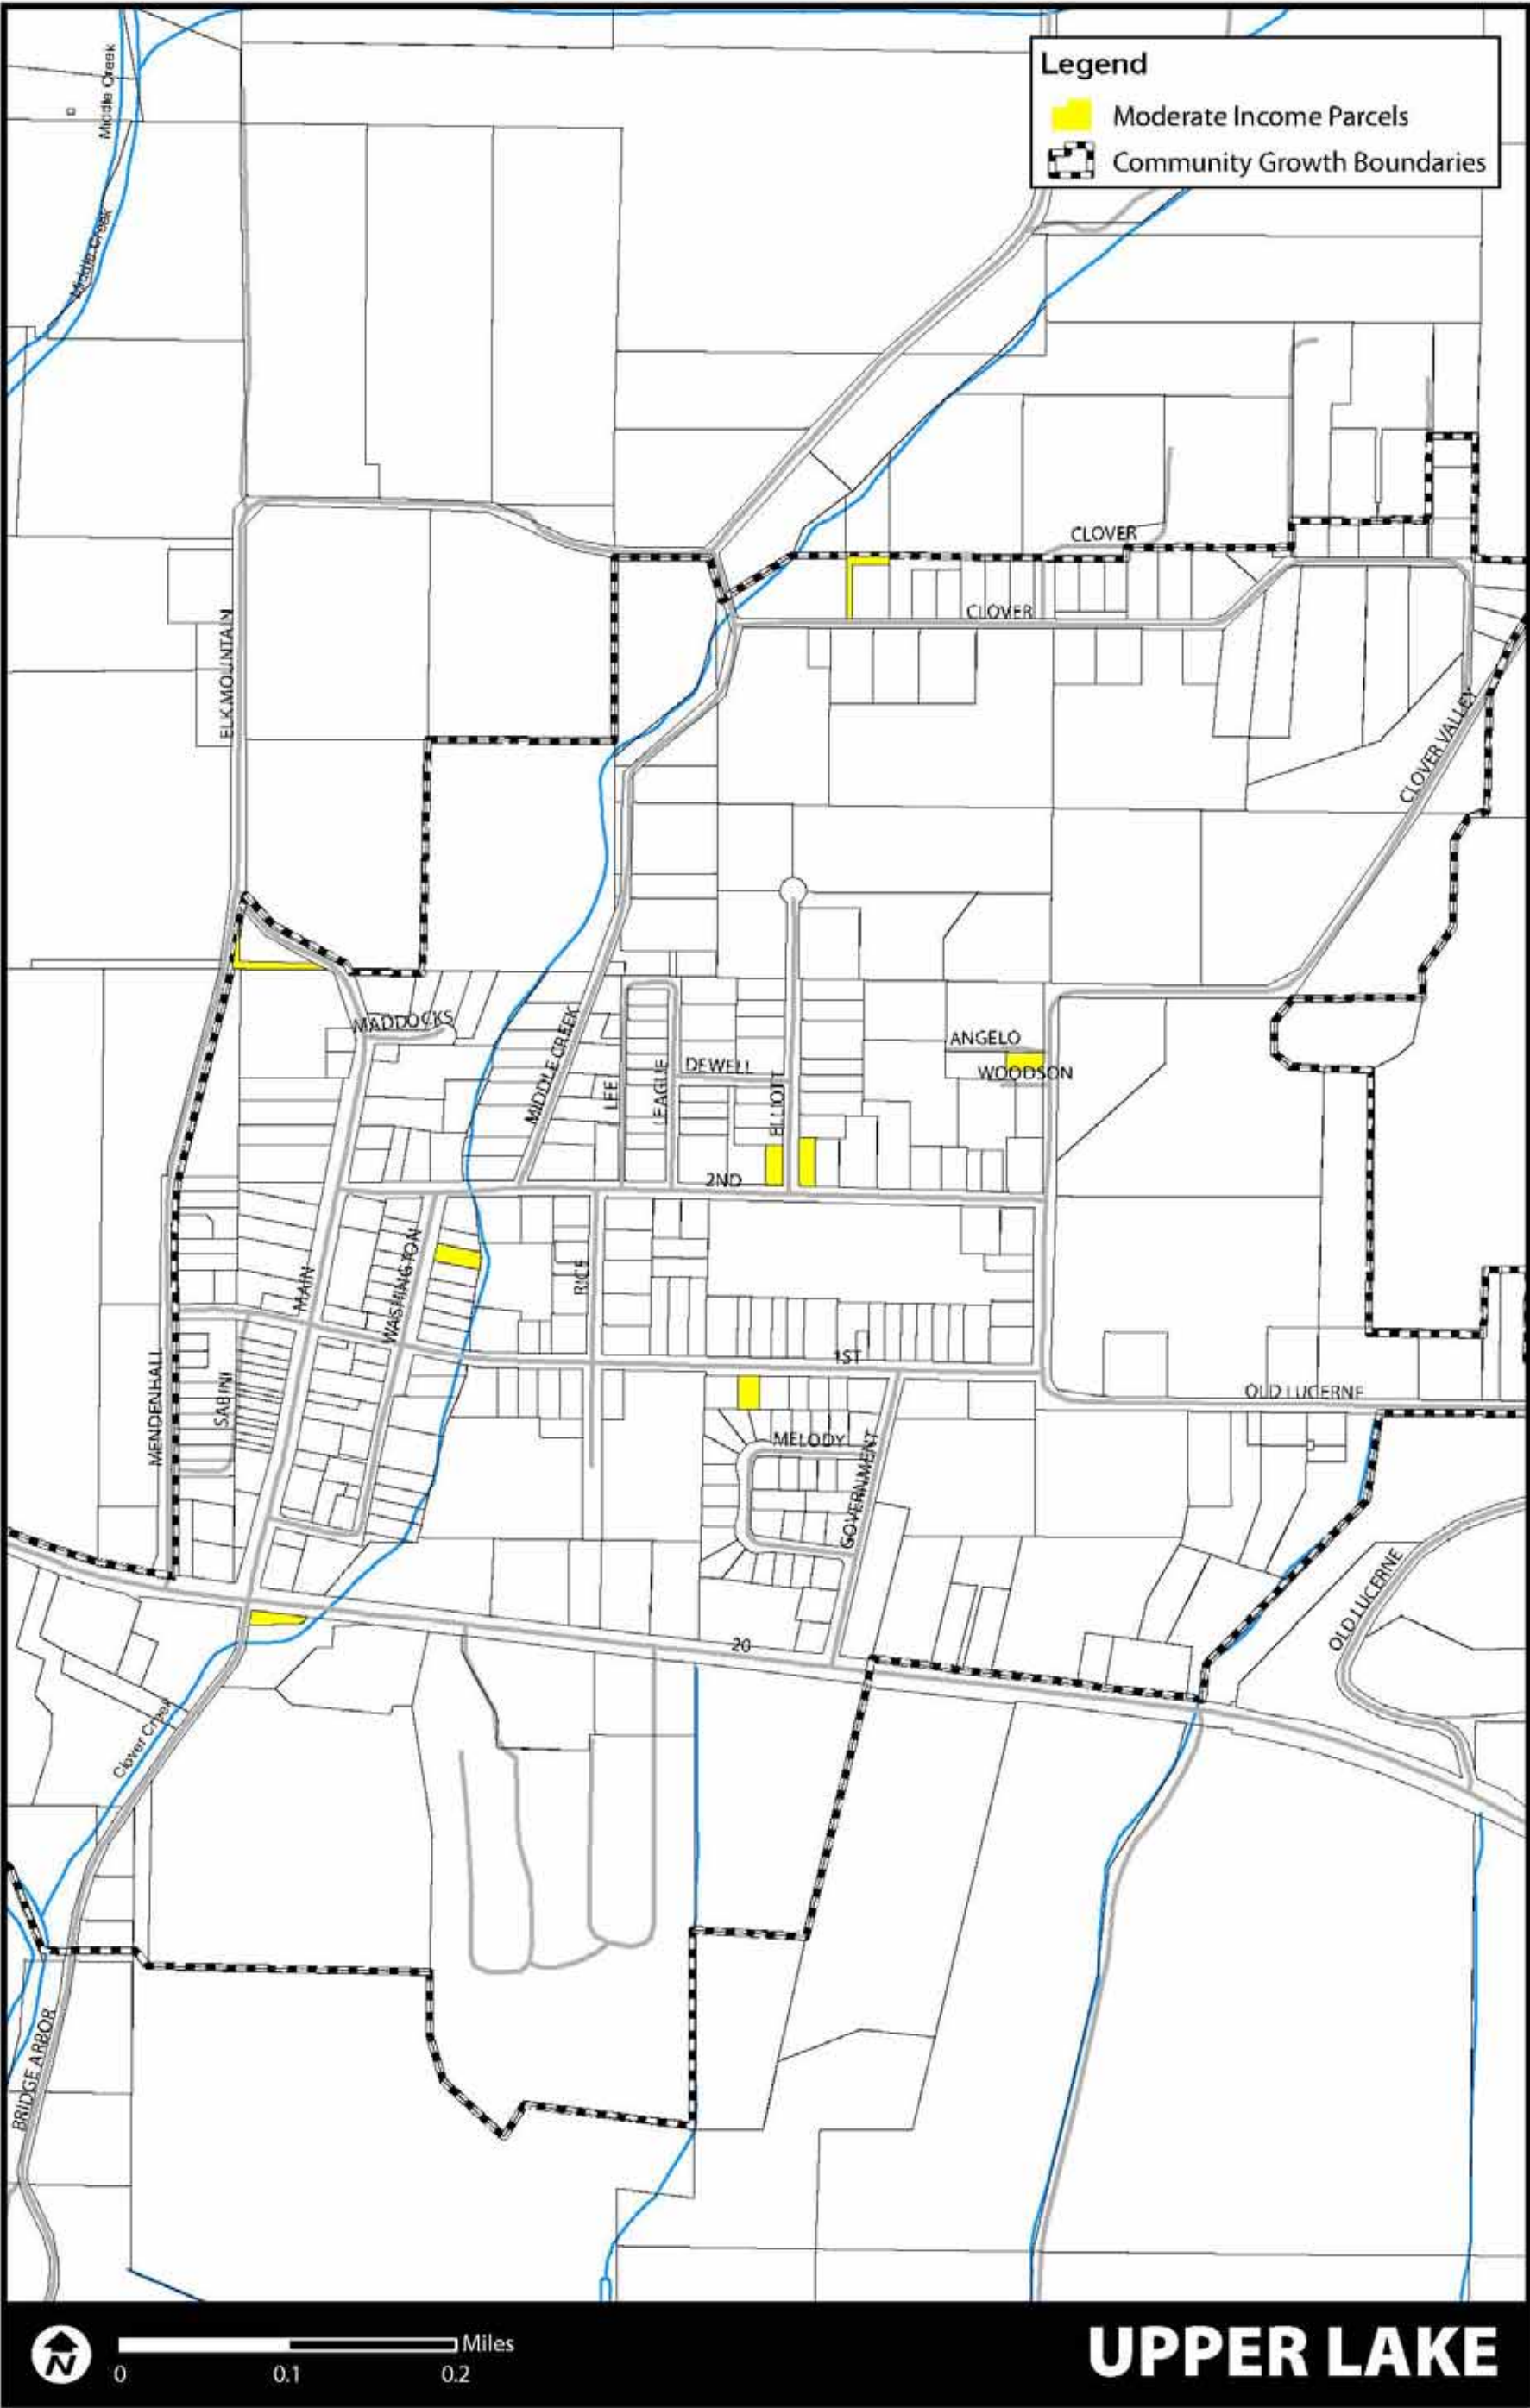 Legend
Moderate Income Parcels
Community Growth Boundaries
Middle Creek
Middle Creek
CLOVER
CLOVER
ELK MOUNTAIN
CLOVER VALLEY
MADDOCKS
MIDDLE CREEK
LEE
LEAGUE
DEWELL
ELLIOTT
ANGELO
WOODSON
2ND
MAIN
WASHINGTON
RICE
1ST
MENDENHALL
SABINI
OLD LUCERNE
MELODY
GOVERNMENT
OLD LUCERNE
20
Clover Creek
BRIDGE ARBOR
N
Miles
0
0.1
0.2
UPPER LAKE